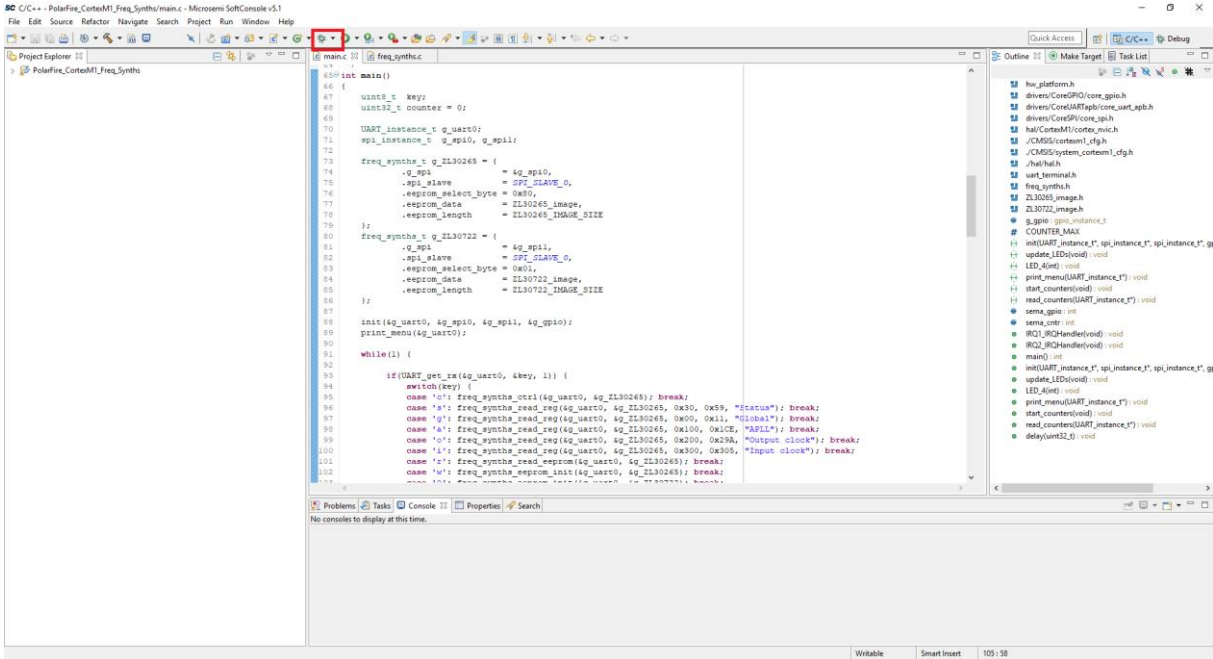 SC C/C++ - PolarFire_CortexM1_Freq_Synths/main.c - Microsemi SoftConsole v5.1
File Edit Source Refactor Navigate Search Project Run Window Help
Quick Access
C/C++
Debug
Project Explorer
PolarFire_CortexM1_Freq_Synths
main.c
freq_synths.c
65 int main()
66 {
67 uint8_t key;
68 uint32_t counter = 0;
69
70 UART_instance_t g_uart0;
71 spi_instance_t g_spi0, g_spi1;
72
73 freq_synths_t g_ZL30265 = {
74 .g_spi = &g_spi0,
75 .spi_slave = SPI_SLAVE_0,
76 .eeprom_select_byte = 0x80,
77 .eeprom_data = ZL30265_image,
78 .eeprom_length = ZL30265_IMAGE_SIZE
79 };
80 freq_synths_t g_ZL30722 = {
81 .g_spi = &g_spi1,
82 .spi_slave = SPI_SLAVE_0,
83 .eeprom_select_byte = 0x01,
84 .eeprom_data = ZL30722_image,
85 .eeprom_length = ZL30722_IMAGE_SIZE
86 };
87
88 init(&g_uart0, &g_spi0, &g_spi1, &g_gpio);
89 print_menu(&g_uart0);
90
91 while(1) {
92
93 if(UART_get_rx(&g_uart0, &key, 1)) {
94 switch(key) {
95 case 'c': freq_synths_ctrl(&g_uart0, &g_ZL30265); break;
96 case 's': freq_synths_read_reg(&g_uart0, &g_ZL30265, 0x30, 0x59, "Status"); break;
97 case 'g': freq_synths_read_reg(&g_uart0, &g_ZL30265, 0x00, 0x11, "Global"); break;
98 case 'a': freq_synths_read_reg(&g_uart0, &g_ZL30265, 0x100, 0x1CE, "APLL"); break;
99 case 'o': freq_synths_read_reg(&g_uart0, &g_ZL30265, 0x200, 0x29A, "Output clock"); break;
100 case 'i': freq_synths_read_reg(&g_uart0, &g_ZL30265, 0x300, 0x305, "Input clock"); break;
101 case 'r': freq_synths_read_eeprom(&g_uart0, &g_ZL30265); break;
102 case 'w': freq_synths_eeprom_init(&g_uart0, &g_ZL30265); break;
Outline
Make Target
Task List
hw_platform.h
drivers/CoreGPIO/core_gpio.h
drivers/CoreUARTapb/core_uart_apb.h
drivers/CoreSPI/core_spi.h
hal/CortexM1/cortex_nvic.h
./CMSIS/cortexm1_cfg.h
./CMSIS/system_cortexm1_cfg.h
./hal/hal.h
uart_terminal.h
freq_synths.h
ZL30265_image.h
ZL30722_image.h
g_gpio : gpio_instance_t
# COUNTER_MAX
init(UART_instance_t*, spi_instance_t*, spi_instance_t*, gp
update_LEDs(void) : void
LED_4(int) : void
print_menu(UART_instance_t*) : void
start_counters(void) : void
read_counters(UART_instance_t*) : void
sema_gpio : int
sema_cntr : int
IRQ1_IRQHandler(void) : void
IRQ2_IRQHandler(void) : void
main() : int
init(UART_instance_t*, spi_instance_t*, spi_instance_t*, gp
update_LEDs(void) : void
LED_4(int) : void
print_menu(UART_instance_t*) : void
start_counters(void) : void
read_counters(UART_instance_t*) : void
delay(uint32_t) : void
Problems
Tasks
Console
Properties
Search
No consoles to display at this time.
Writable
Smart Insert
105 : 58